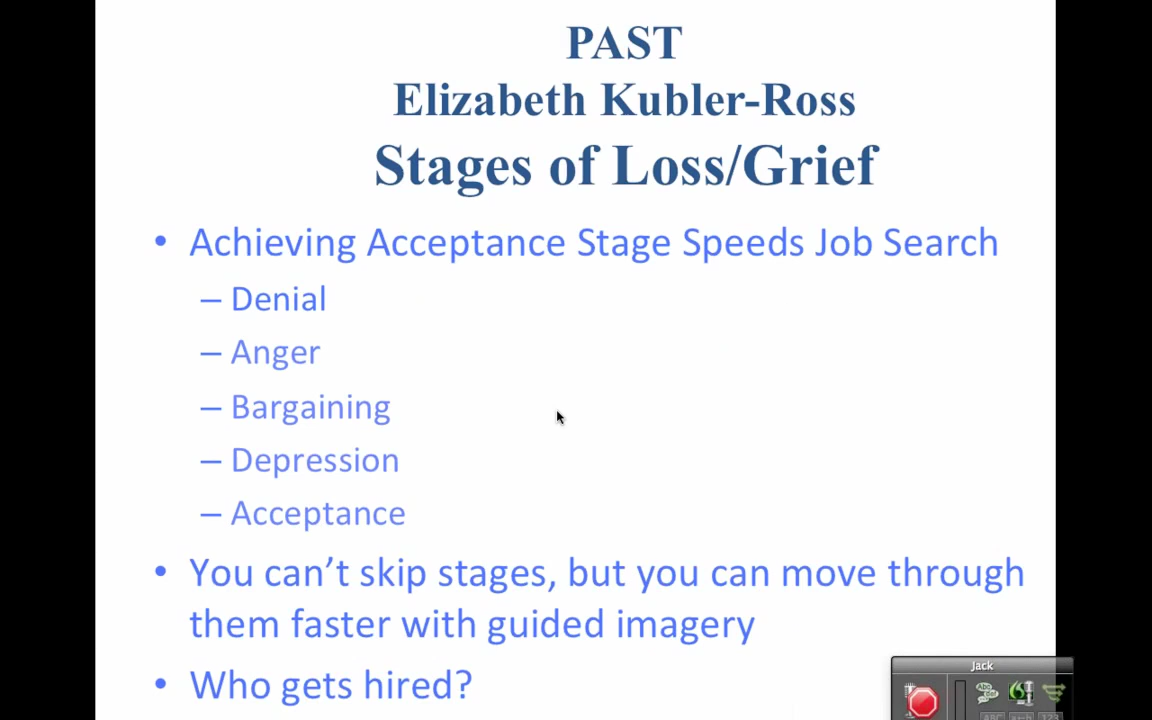 PAST
Elizabeth Kubler-Ross
Stages of Loss/Grief
• Achieving Acceptance Stage Speeds Job Search
– Denial
– Anger
– Bargaining
– Depression
– Acceptance
• You can’t skip stages, but you can move through
them faster with guided imagery
• Who gets hired?
Jack